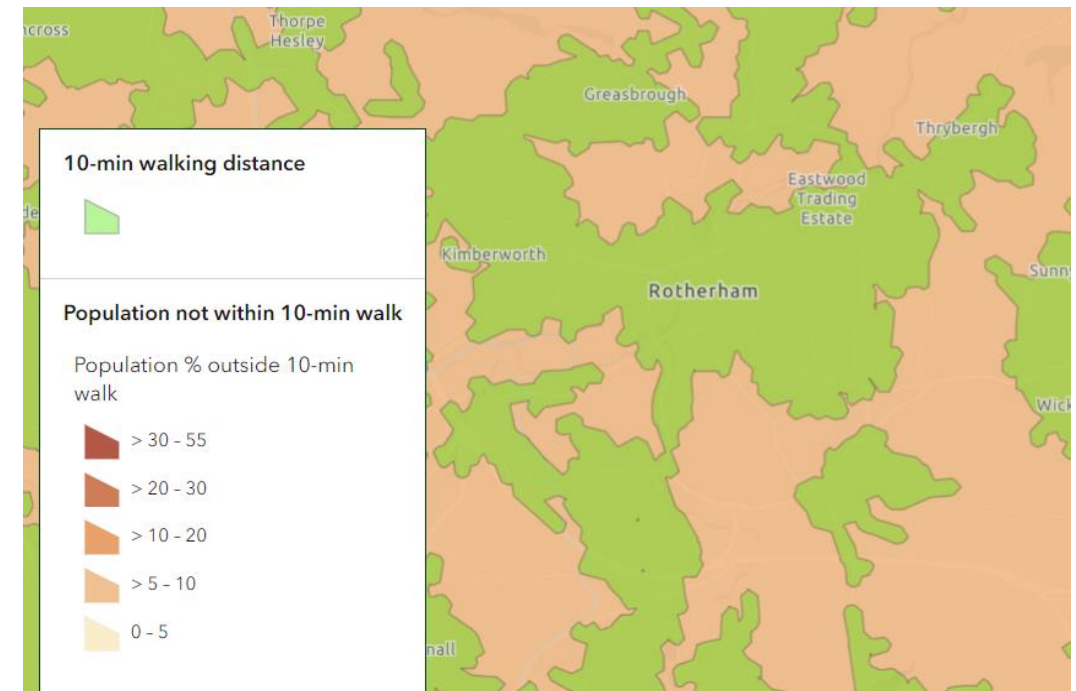 Thorpe
Hesley
Greasbrough
Thrybergh
Eastwood
Trading
Estate
Kimberworth
Rotherham
10-min walking distance
Population not within 10-min walk
Population % outside 10-min
walk
> 30 - 55
> 20 - 30
> 10 - 20
> 5 - 10
0 - 5